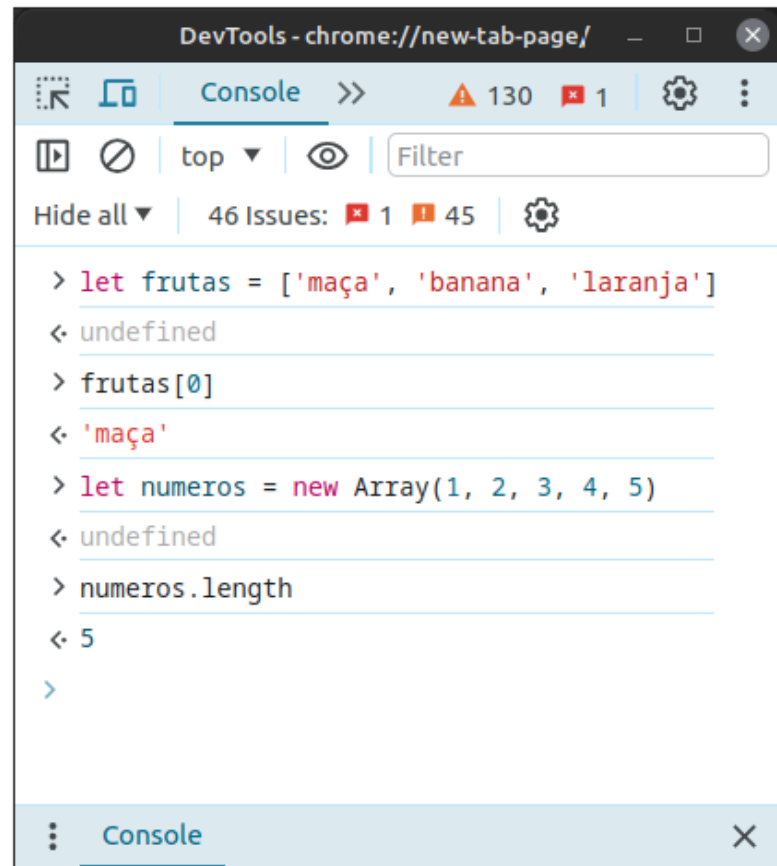 DevTools - chrome://new-tab-page/
Console 130 1
top Filter
Hide all 46 Issues: 1 45
let frutas = ['maça', 'banana', 'laranja']
undefined
frutas[0]
'maça'
let numeros = new Array(1, 2, 3, 4, 5)
undefined
numeros.length
5
Console